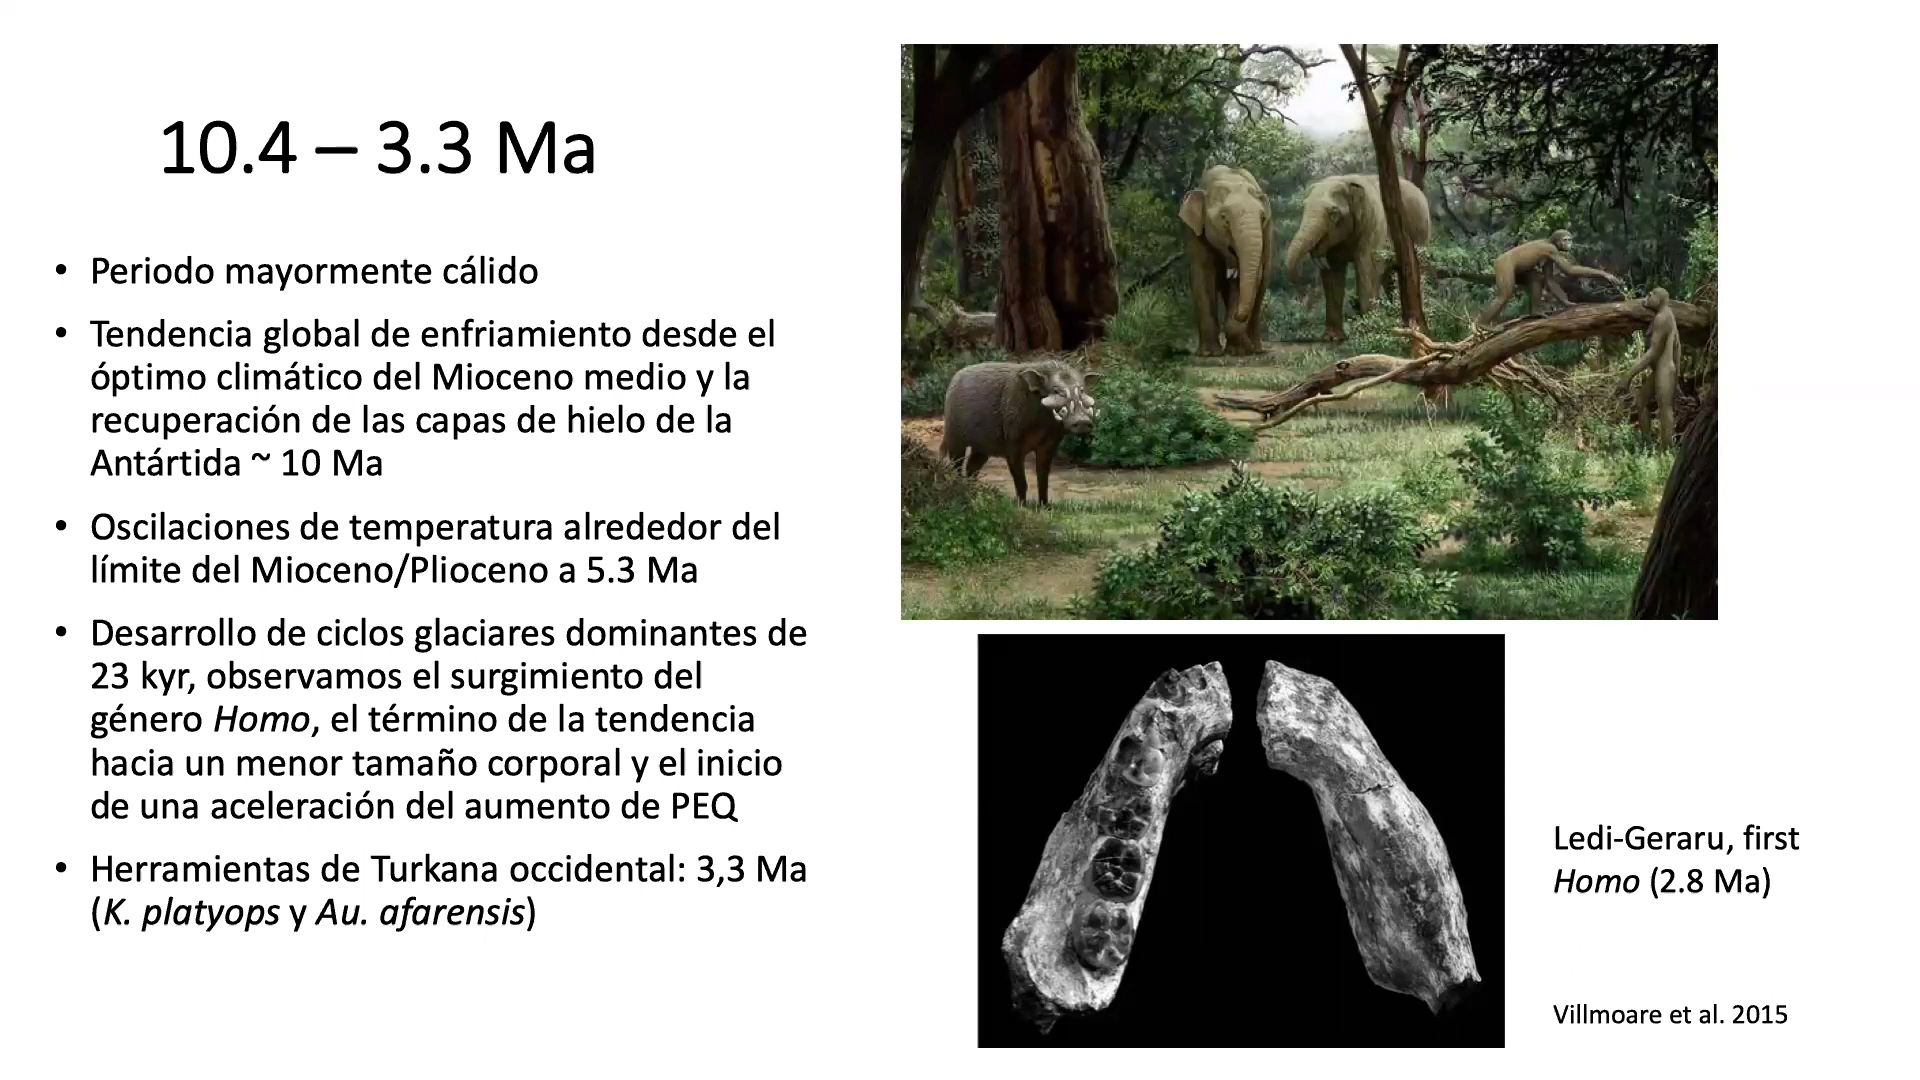 10.4 – 3.3 Ma
• Periodo mayormente cálido
• Tendencia global de enfriamiento desde el
óptimo climático del Mioceno medio y la
recuperación de las capas de hielo de la
Antártida ~ 10 Ma
• Oscilaciones de temperatura alrededor del
límite del Mioceno/Plioceno a 5.3 Ma
• Desarrollo de ciclos glaciares dominantes de
23 kyr, observamos el surgimiento del
género Homo, el término de la tendencia
hacia un menor tamaño corporal y el inicio
de una aceleración del aumento de PEQ
• Herramientas de Turkana occidental: 3,3 Ma
(K. platyops y Au. afarensis)
Ledi-Geraru, first
Homo (2.8 Ma)
Villmoare et al. 2015